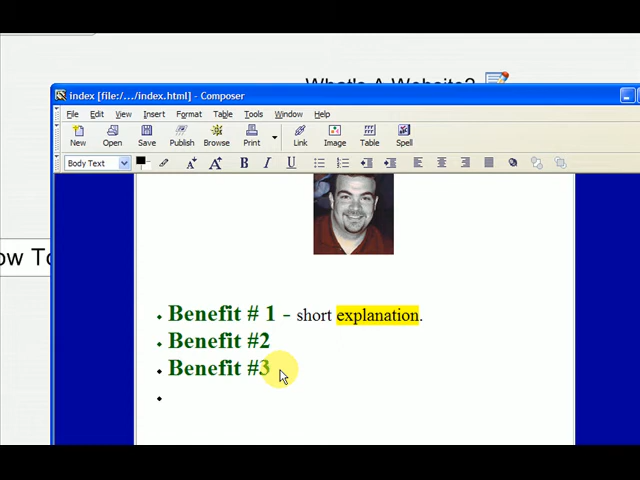 What's A Website?
index [file:/.../index.html] - Composer
File Edit View Insert Format Table Tools Window Help
New Open Save Publish Browse Print Link Image Table Spell
Body Text A A B I U
ow To
Benefit # 1 - short explanation.
Benefit #2
Benefit #3